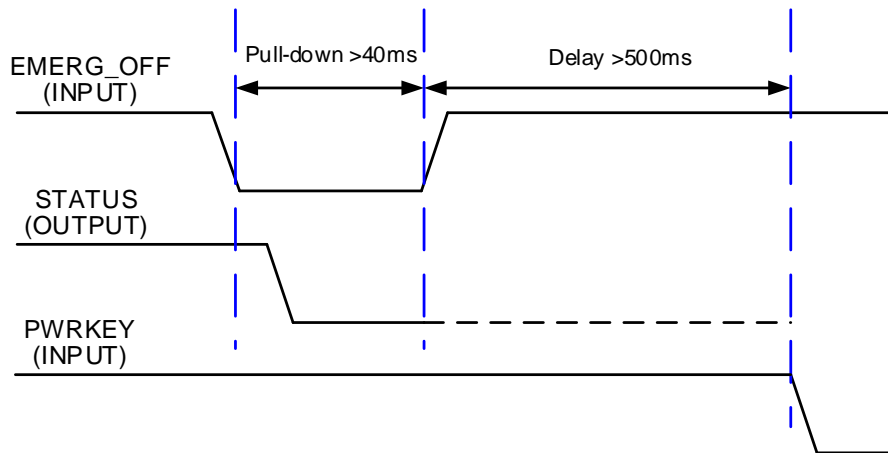 Pull-down >40ms
Delay >500ms
EMERG_OFF
(INPUT)
STATUS
(OUTPUT)
PWRKEY
(INPUT)